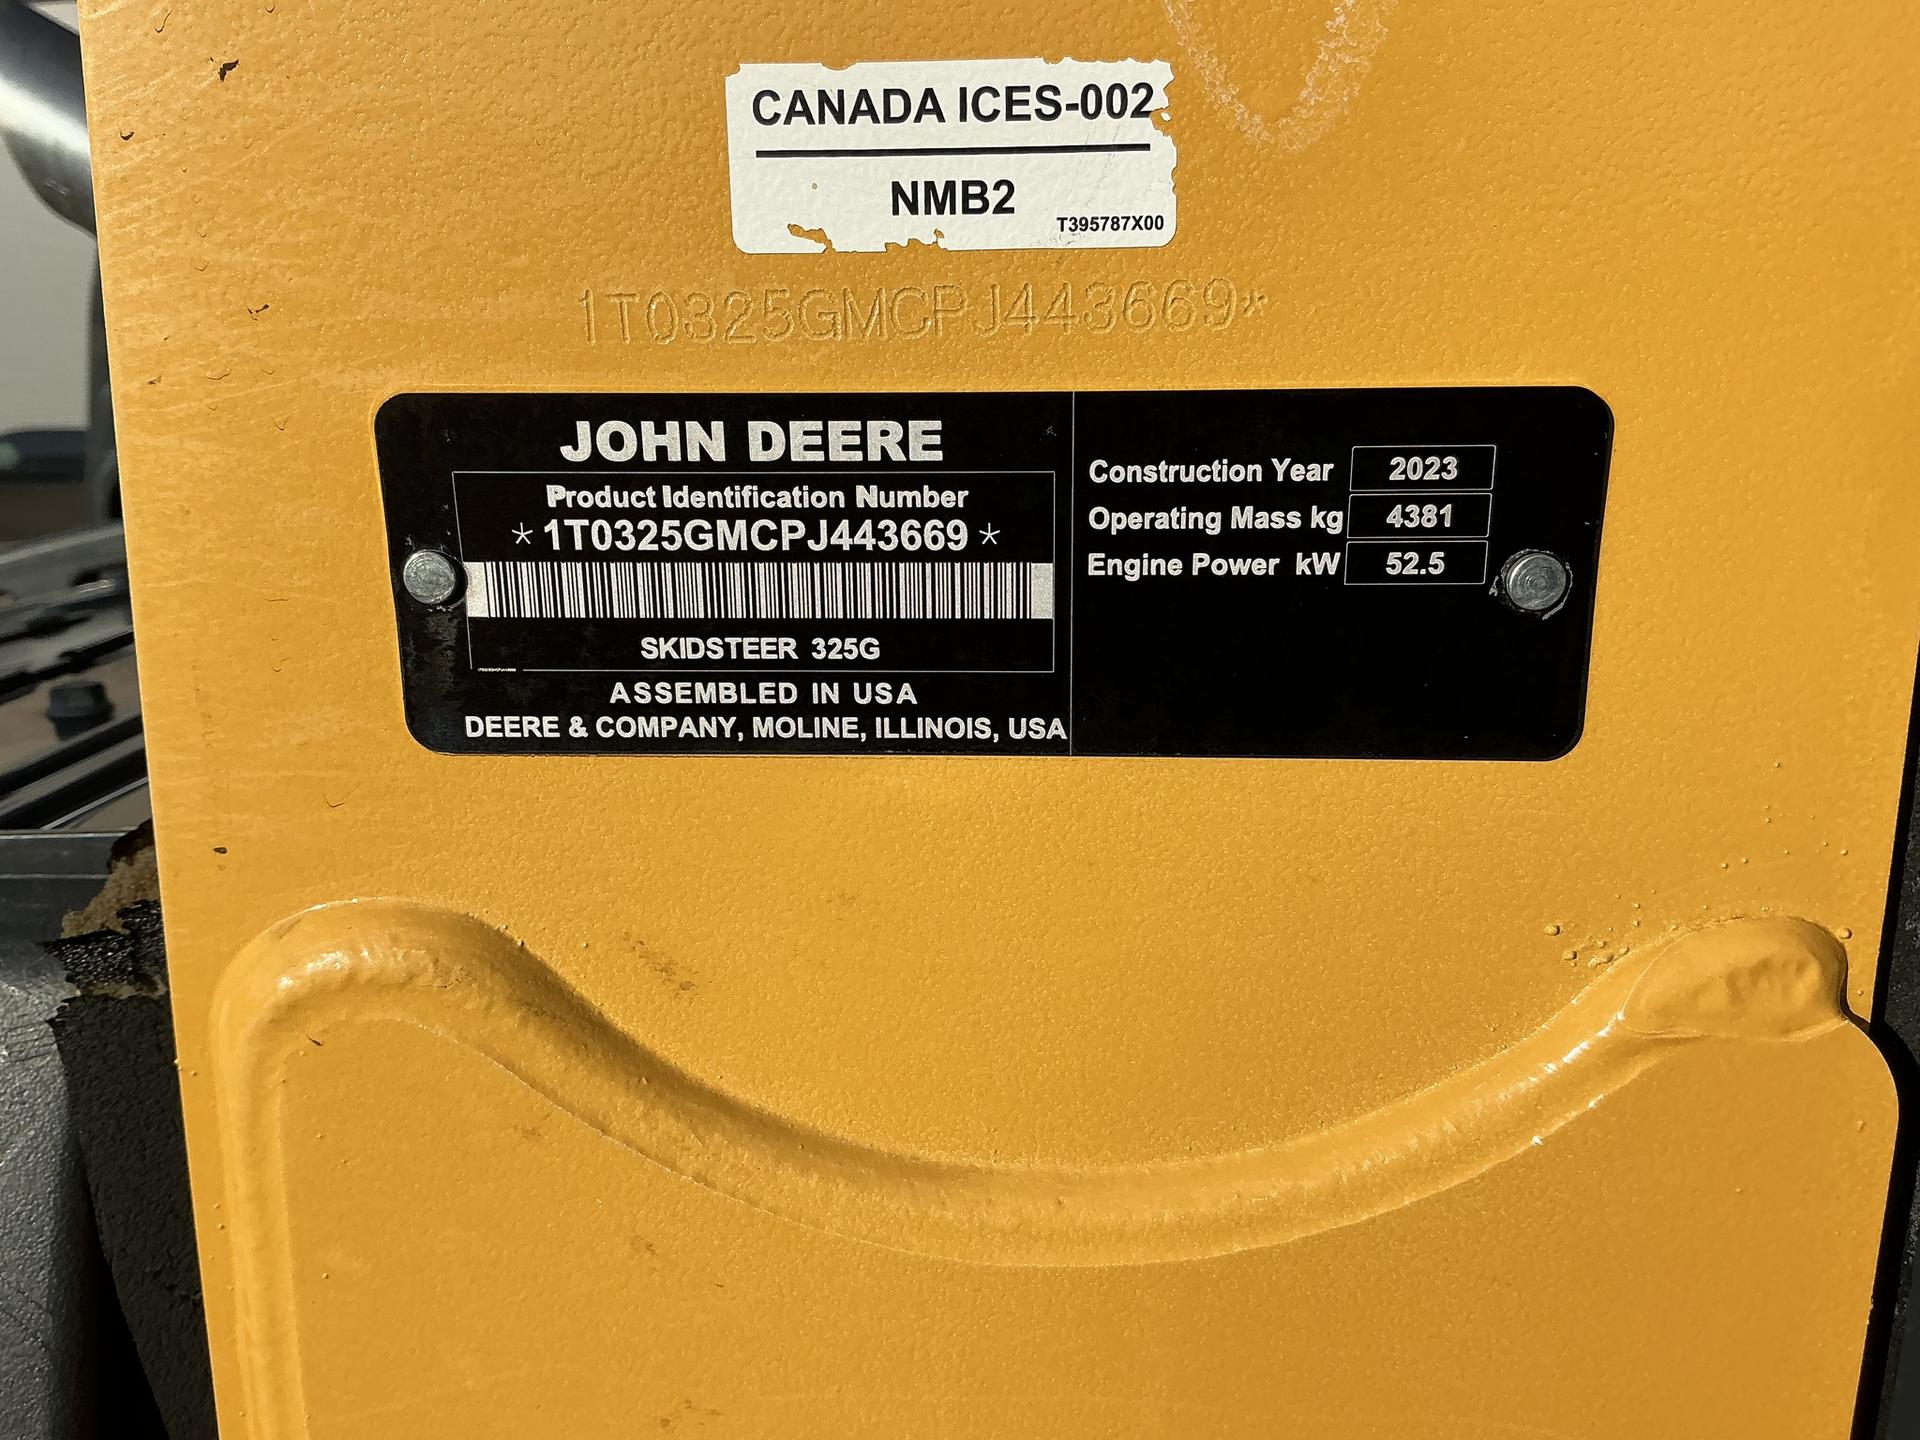 CANADA ICES-002
NMB2
T395787X00
1T0325GMCPJ443669*
JOHN DEERE
Product Identification Number
*1T0325GMCPJ443669*
SKIDSTEER 325G
ASSEMBLED IN USA
DEERE & COMPANY, MOLINE, ILLINOIS, USA
Construction Year 2023
Operating Mass kg 4381
Engine Power kW 52.5